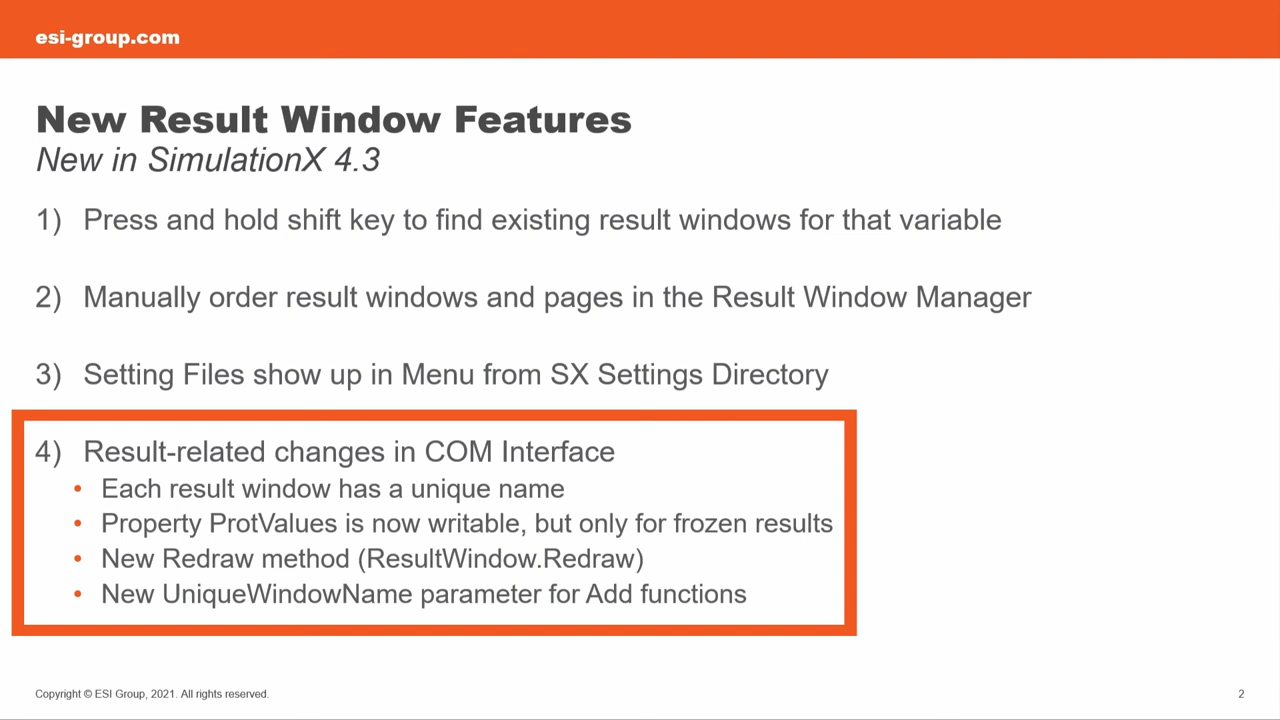 esi-group.com
New Result Window Features
New in SimulationX 4.3
1) Press and hold shift key to find existing result windows for that variable
2) Manually order result windows and pages in the Result Window Manager
3) Setting Files show up in Menu from SX Settings Directory
4) Result-related changes in COM Interface
• Each result window has a unique name
• Property ProtValues is now writable, but only for frozen results
• New Redraw method (ResultWindow.Redraw)
• New UniqueWindowName parameter for Add functions
Copyright © ESI Group, 2021. All rights reserved.
2